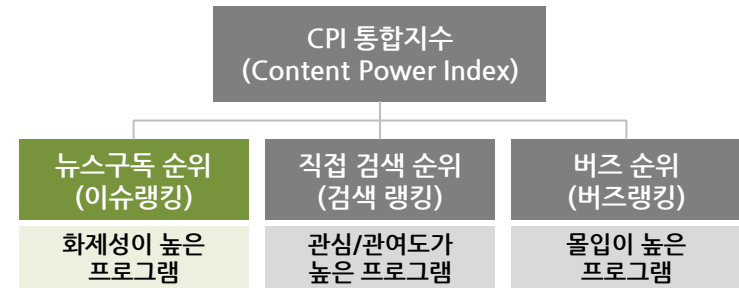 CPI 통합지수
(Content Power Index)
뉴스구독 순위
(이슈랭킹)
화제성이 높은
프로그램
직접 검색 순위
(검색 랭킹)
관심/관여도가
높은 프로그램
버즈 순위
(버즈랭킹)
몰입이 높은
프로그램